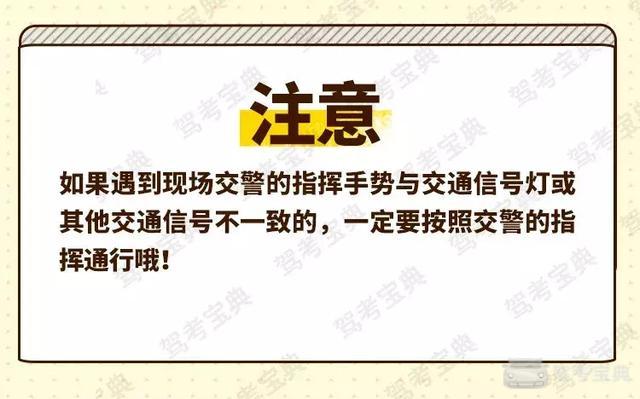 注意
如果遇到现场交警的指挥手势与交通信号灯或
其他交通信号不一致的，一定要按照交警的指
挥通行哦！
驾考宝典